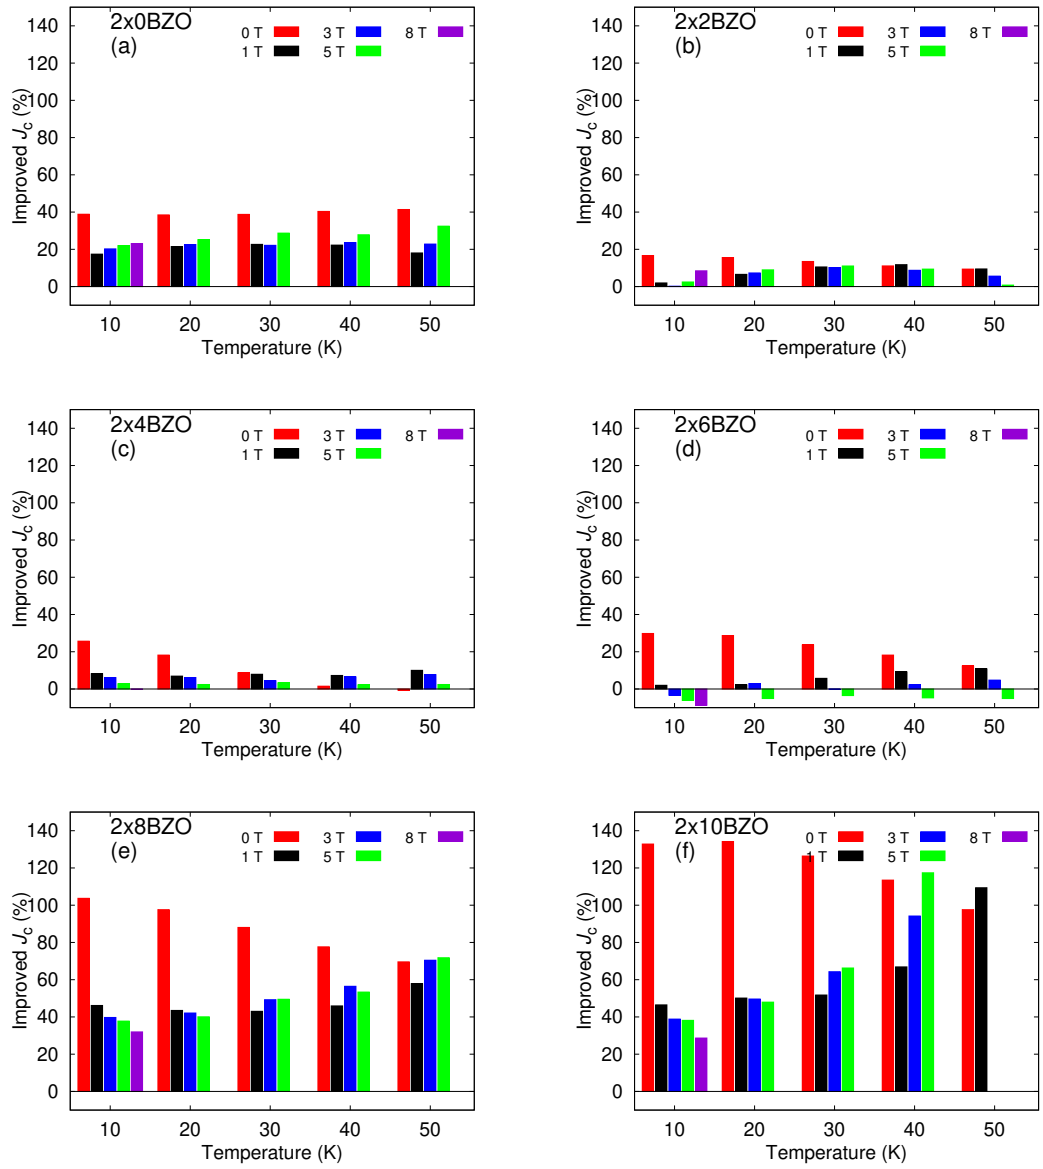 2x0BZO
(a)
0 T
3 T
8 T
1 T
5 T
Improved Jc (%)
140
120
100
80
60
40
20
0
10 20 30 40 50
Temperature (K)
2x2BZO
(b)
0 T
3 T
8 T
1 T
5 T
Improved Jc (%)
140
120
100
80
60
40
20
0
10 20 30 40 50
Temperature (K)
2x4BZO
(c)
0 T
3 T
8 T
1 T
5 T
Improved Jc (%)
140
120
100
80
60
40
20
0
10 20 30 40 50
Temperature (K)
2x6BZO
(d)
0 T
3 T
8 T
1 T
5 T
Improved Jc (%)
140
120
100
80
60
40
20
0
10 20 30 40 50
Temperature (K)
2x8BZO
(e)
0 T
3 T
8 T
1 T
5 T
Improved Jc (%)
140
120
100
80
60
40
20
0
10 20 30 40 50
Temperature (K)
2x10BZO
(f)
0 T
3 T
8 T
1 T
5 T
Improved Jc (%)
140
120
100
80
60
40
20
0
10 20 30 40 50
Temperature (K)